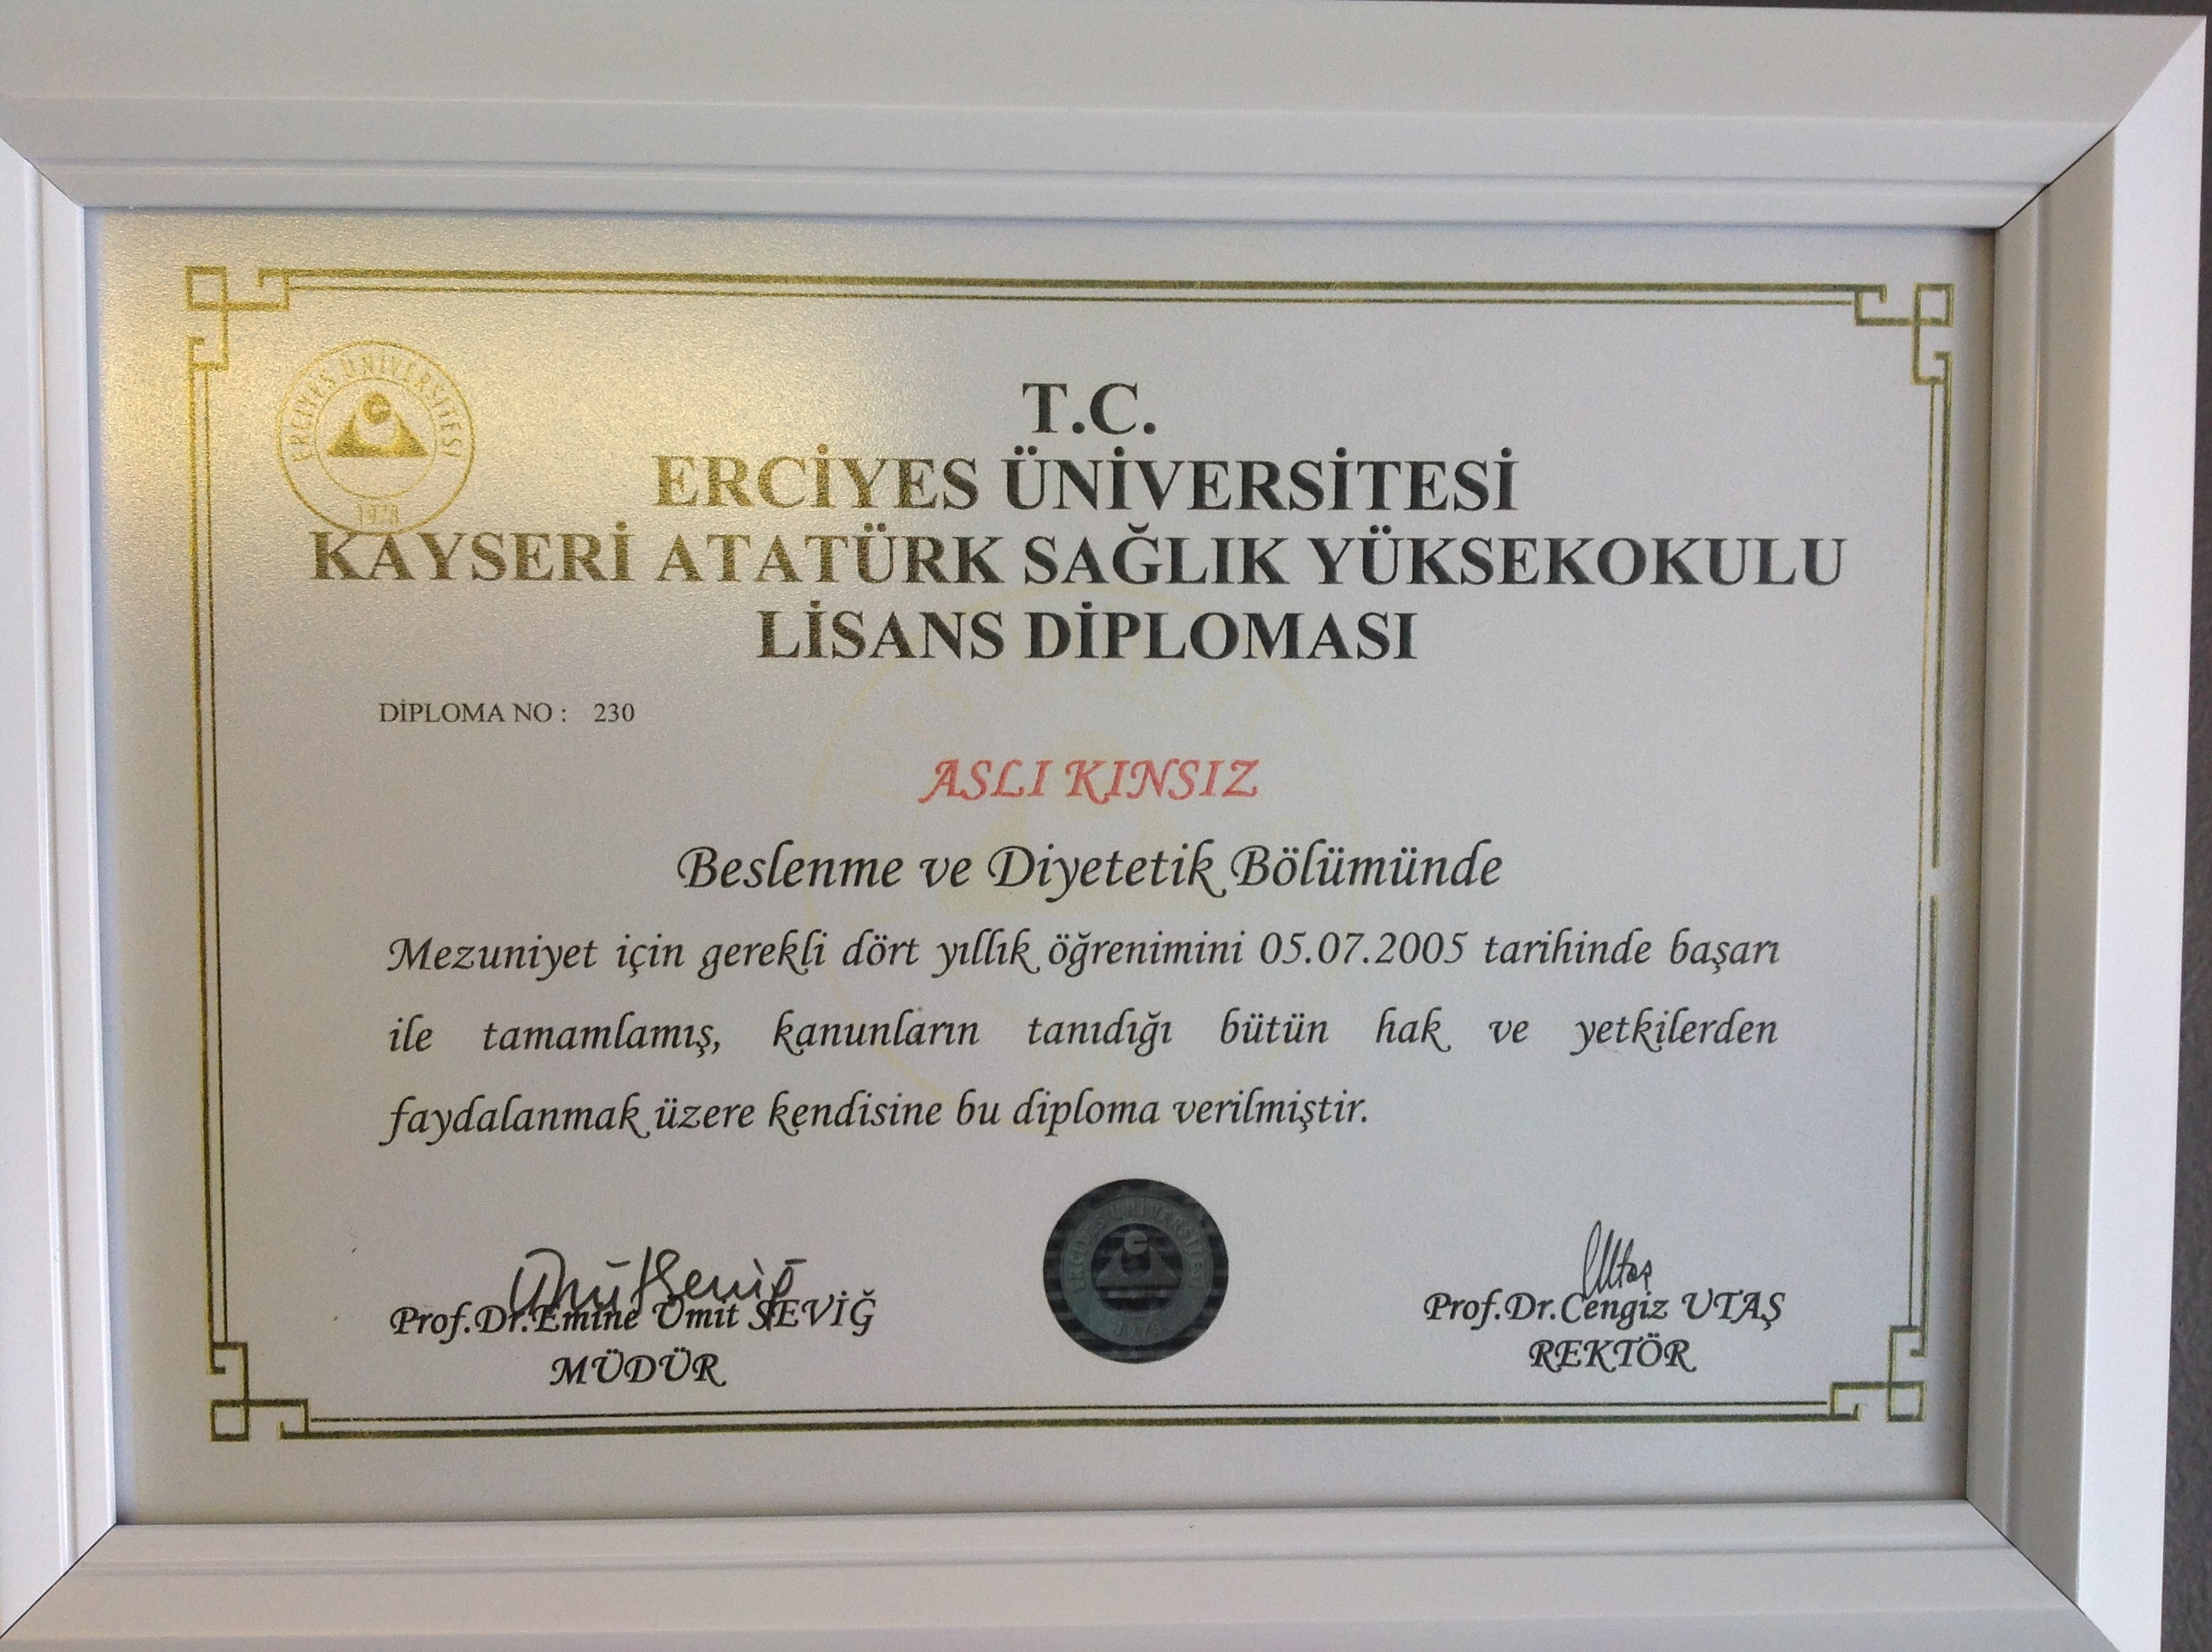 ERCİYES ÜNİVERSİTESİ
1978
T.C.
ERCİYES ÜNİVERSİTESİ
KAYSERİ ATATÜRK SAĞLIK YÜKSEKOKULU
LİSANS DİPLOMASI
DİPLOMA NO : 230
ASLI KINSIZ
Beslenme ve Diyetetik Bölümünde
Mezuniyet için gerekli dört yıllık öğrenimini 05.07.2005 tarihinde başarı
ile tamamlamış, kanunların tanıdığı bütün hak ve yetkilerden
faydalanmak üzere kendisine bu diploma verilmiştir.
Prof.Dr.Emine Ümit SEVİĞ
MÜDÜR
ERCİYES ÜNİVERSİTESİ
1978
Prof.Dr.Cengiz UTAŞ
REKTÖR